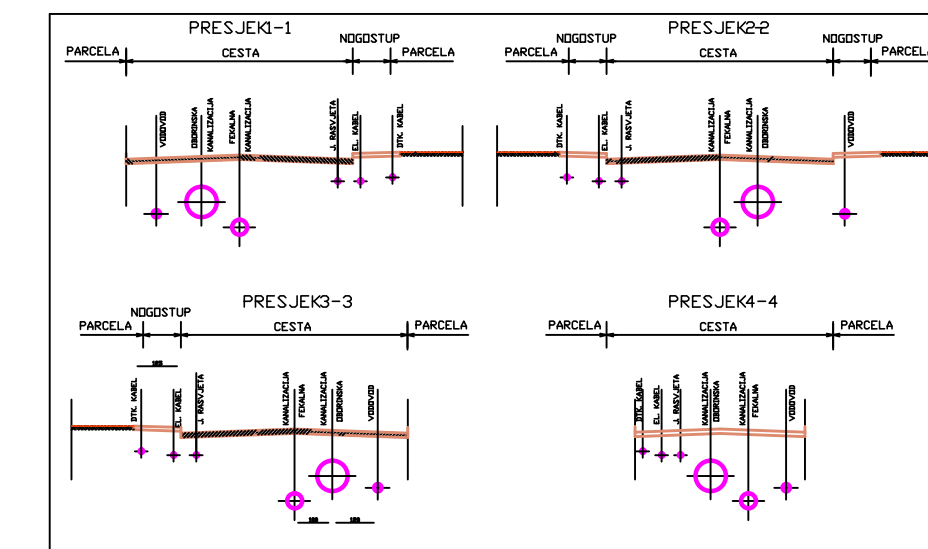 PRESJEK1-1
NOGOSTUP
PARCELA
CESTA
PARCELA
VODOVOD
OBORINSKA
KANALIZACIJA
FEKALNA
KANALIZACIJA
J. RASVJETA
EL. KABEL
DTK. KABEL
PRESJEK2-2
NOGOSTUP
NOGOSTUP
PARCELA
CESTA
PARCELA
DTK. KABEL
EL. KABEL
J. RASVJETA
KANALIZACIJA
FEKALNA
KANALIZACIJA
OBORINSKA
VODOVOD
PRESJEK3-3
NOGOSTUP
PARCELA
CESTA
PARCELA
DTK. KABEL
EL. KABEL
J. RASVJETA
KANALIZACIJA
FEKALNA
KANALIZACIJA
OBORINSKA
VODOVOD
PRESJEK4-4
PARCELA
CESTA
PARCELA
DTK. KABEL
EL. KABEL
J. RASVJETA
KANALIZACIJA
OBORINSKA
KANALIZACIJA
FEKALNA
VODOVOD